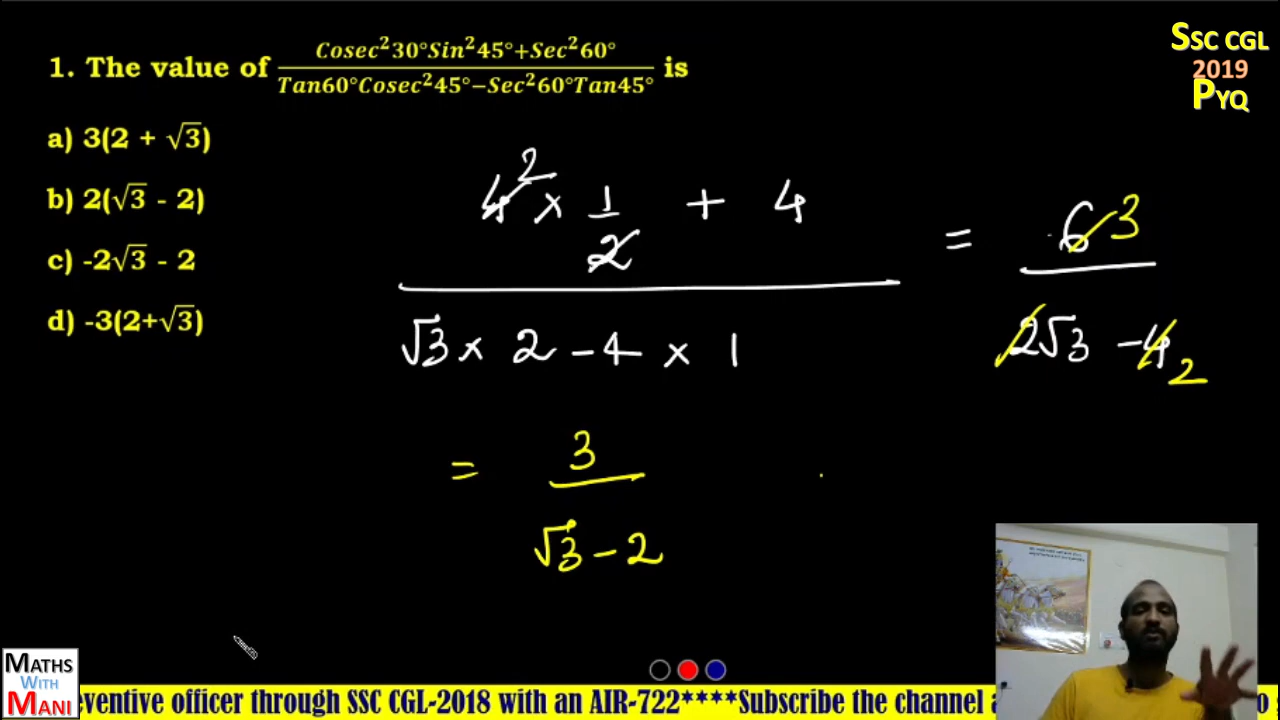 1. The value of Cosec²30°Sin²45°+Sec²60° / Tan60°Cosec²45°−Sec²60°Tan45° is
SSC CGL
2019
PYQ
a) 3(2 + √3)
b) 2(√3 - 2)
c) -2√3 - 2
d) -3(2+√3)
4 2 × 1/2 + 4
= 6 3
√3 × 2 - 4 × 1
2√3 - 4 2
= 3
√3 - 2
MATHS
WITH
MANI
eventive officer through SSC CGL-2018 with an AIR-722****Subscribe the channel